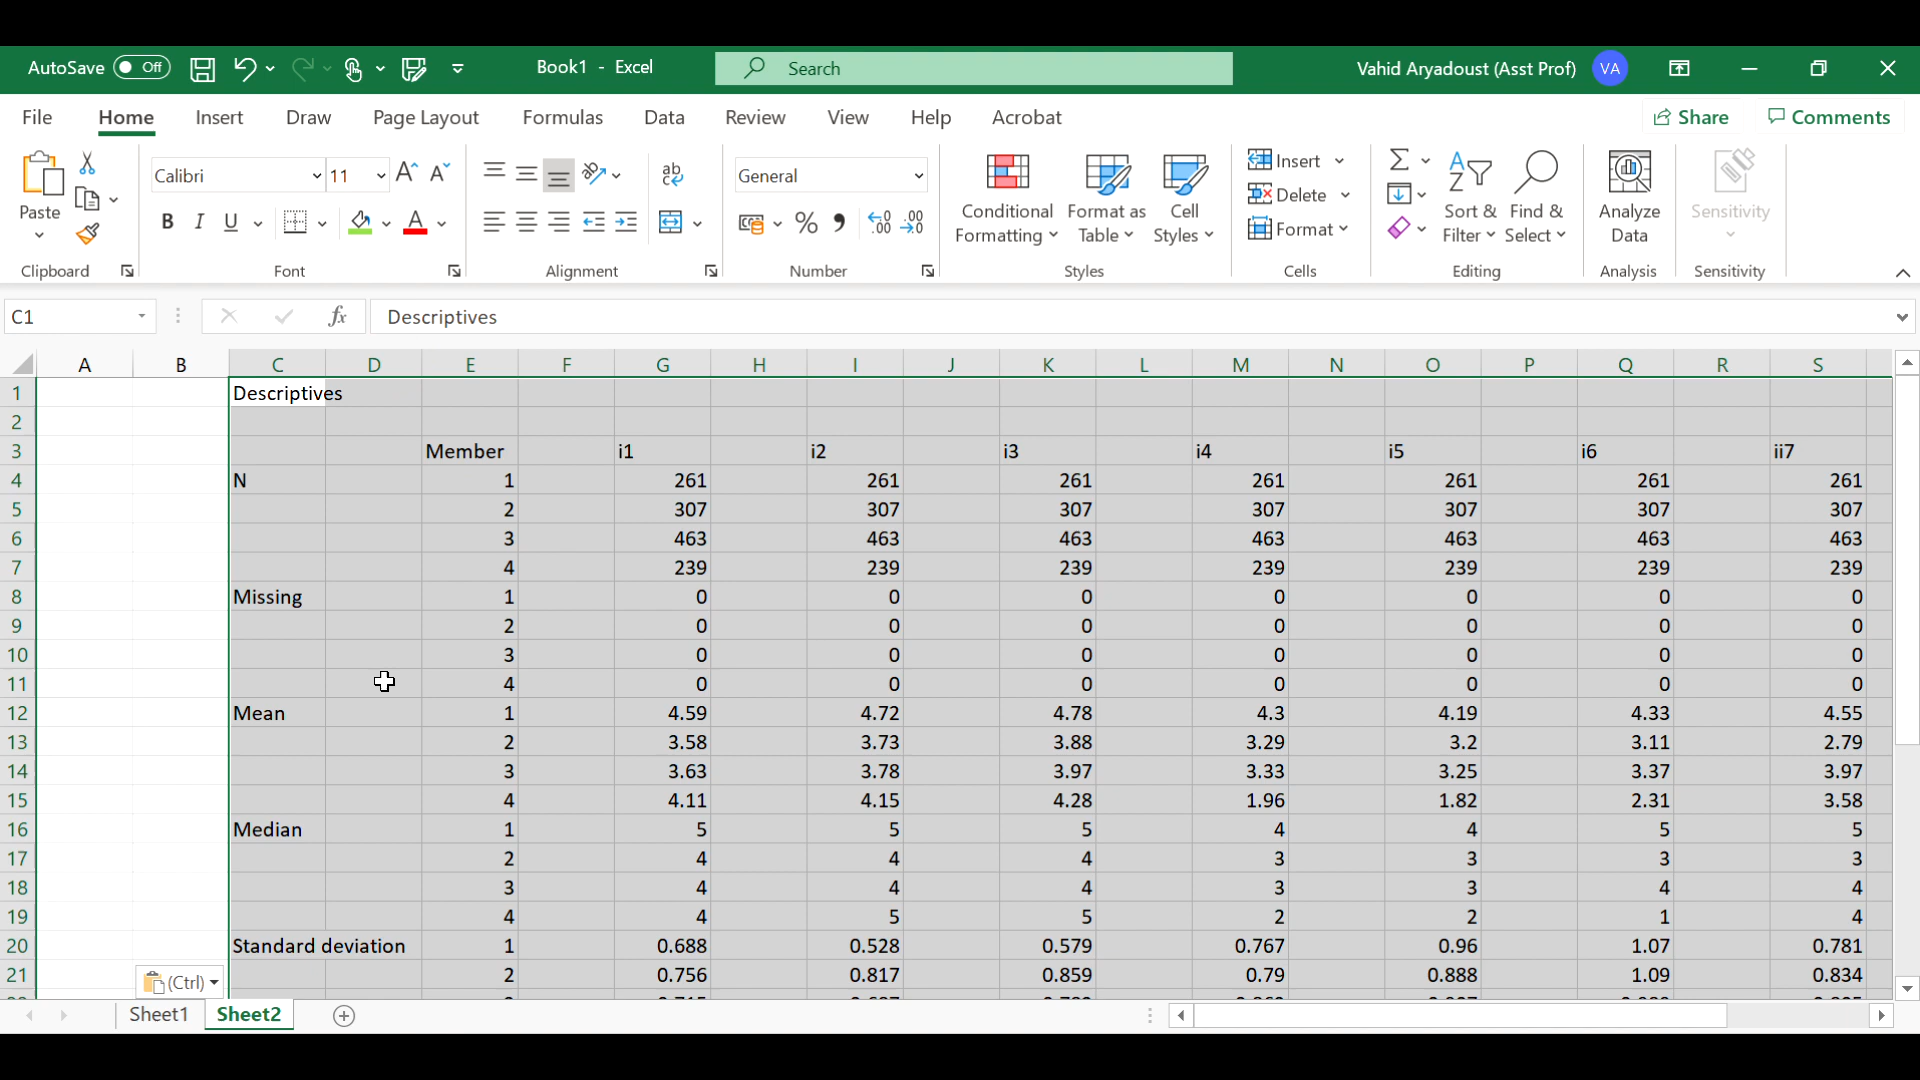 AutoSave Off Book1 - Excel Search Vahid Aryadoust (Asst Prof) VA
File Home Insert Draw Page Layout Formulas Data Review View Help Acrobat Share Comments
Paste Calibri 11 ab General Conditional Formatting Format as Table Cell Styles Insert Delete Format Sort & Filter Find & Select Analyze Data Sensitivity
Clipboard Font Alignment Number Styles Cells Editing Analysis Sensitivity
C1 fx Descriptives
A B C D E F G H I J K L M N O P Q R S
1 Descriptives
2
3 Member i1 i2 i3 i4 i5 i6 ii7
4 N 1 261 261 261 261 261 261 261
5 2 307 307 307 307 307 307 307
6 3 463 463 463 463 463 463 463
7 4 239 239 239 239 239 239 239
8 Missing 1 0 0 0 0 0 0 0
9 2 0 0 0 0 0 0 0
10 3 0 0 0 0 0 0 0
11 4 0 0 0 0 0 0 0
12 Mean 1 4.59 4.72 4.78 4.3 4.19 4.33 4.55
13 2 3.58 3.73 3.88 3.29 3.2 3.11 2.79
14 3 3.63 3.78 3.97 3.33 3.25 3.37 3.97
15 4 4.11 4.15 4.28 1.96 1.82 2.31 3.58
16 Median 1 5 5 5 4 4 5 5
17 2 4 4 4 3 3 3 3
18 3 4 4 4 3 3 4 4
19 4 4 5 5 2 2 1 4
20 Standard deviation 1 0.688 0.528 0.579 0.767 0.96 1.07 0.781
21 2 0.756 0.817 0.859 0.79 0.888 1.09 0.834
(Ctrl)
Sheet1 Sheet2